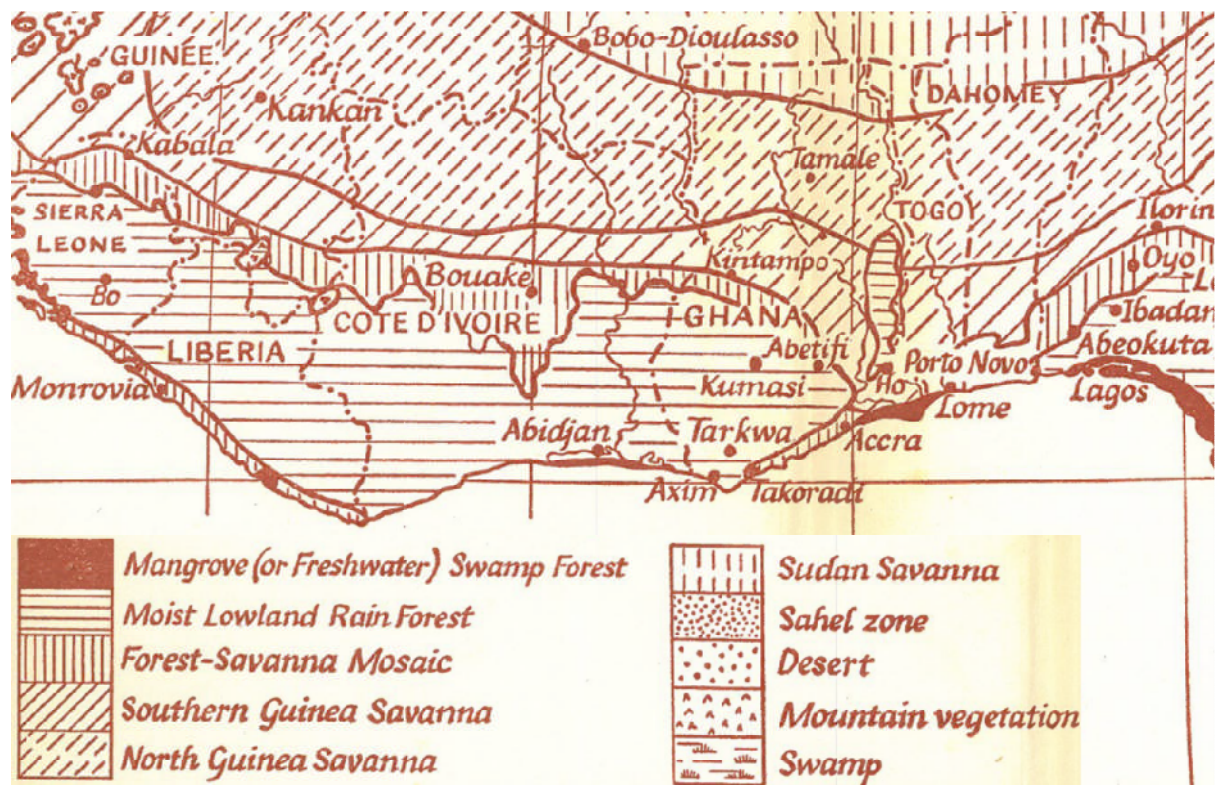 Bobo-Dioulasso
GUINÉE
DAHOMEY
Kankan
Kabala
Tamale
SIERRA
LEONE
TOGO
Ilorin
Kintampo
Oyo
Bo
Bouake
COTE D'IVOIRE
GHANA
Ibadan
LIBERIA
Abetifi
Abeokuta
Porto Novo
Monrovia
Kumasi
Ho
Lome
Lagos
Abidjan
Tarkwa
Accra
Axim
Takoradi
Mangrove (or Freshwater) Swamp Forest
Moist Lowland Rain Forest
Forest-Savanna Mosaic
Southern Guinea Savanna
North Guinea Savanna
Sudan Savanna
Sahel zone
Desert
Mountain vegetation
Swamp